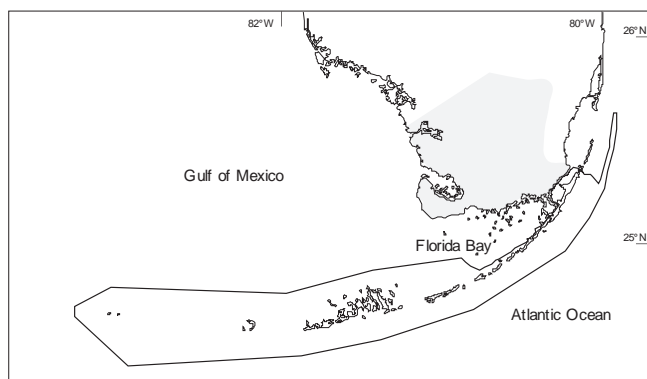 82°W
80°W
26°N
Gulf of Mexico
Florida Bay
25°N
Atlantic Ocean